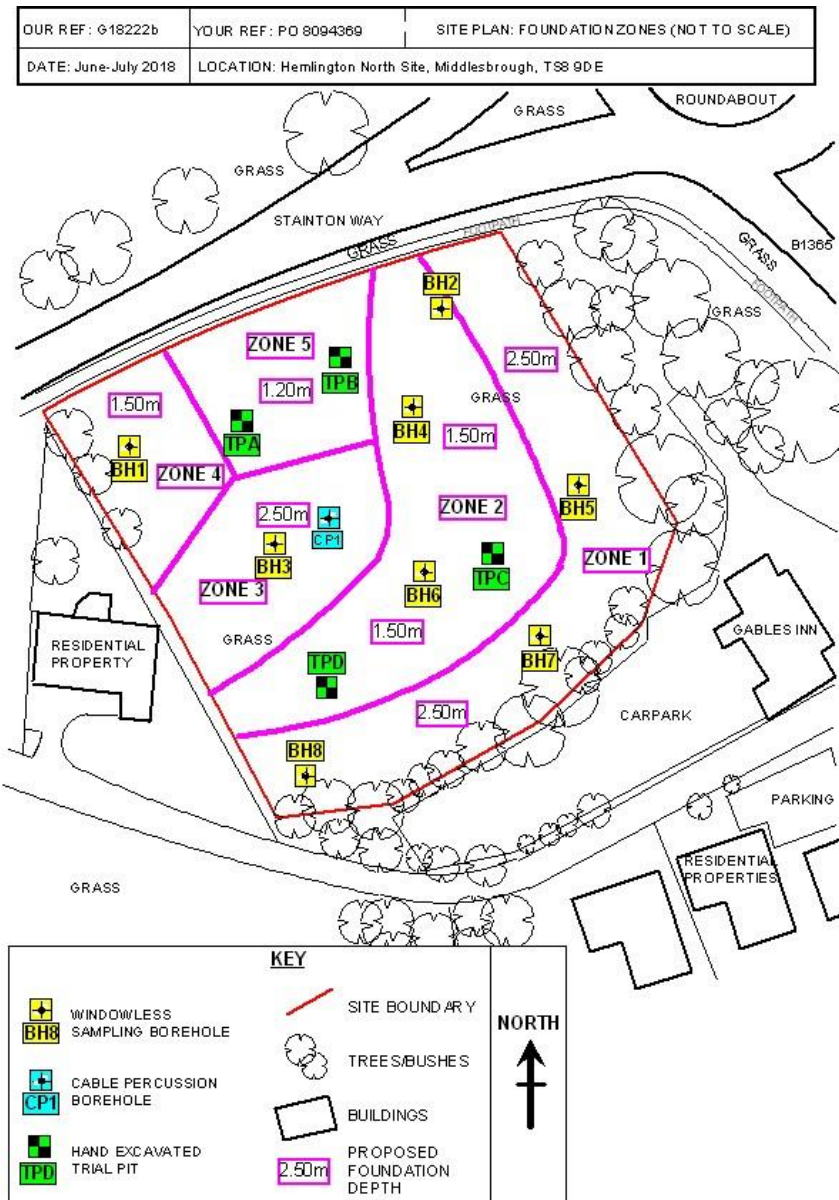 OUR REF: G18222b
YOUR REF: PO 8094369
SITE PLAN: FOUNDATION ZONES (NOT TO SCALE)
DATE: June-July 2018
LOCATION: Hemlington North Site, Middlesbrough, TS8 9DE
ROUNDABOUT
GRASS
GRASS
STAINTON WAY
FOOTPATH
GRASS
GRASS
B1365
BH2
GRASS
FOOTPATH
ZONE 5
TPB
2.50m
1.20m
GRASS
1.50m
TPA
BH4
1.50m
BH1
ZONE 4
BH5
2.50m
CP1
ZONE 2
BH3
TPC
ZONE 1
ZONE 3
BH6
GRASS
1.50m
BH7
RESIDENTIAL
PROPERTY
GABLES INN
TPD
2.50m
CARPARK
BH8
PARKING
RESIDENTIAL
PROPERTIES
GRASS
KEY
BH8
WINDOWLESS
SAMPLING BOREHOLE
CP1
CABLE PERCUSSION
BOREHOLE
TPD
HAND EXCAVATED
TRIAL PIT
SITE BOUNDARY
TREES/BUSHES
BUILDINGS
2.50m
PROPOSED
FOUNDATION
DEPTH
NORTH